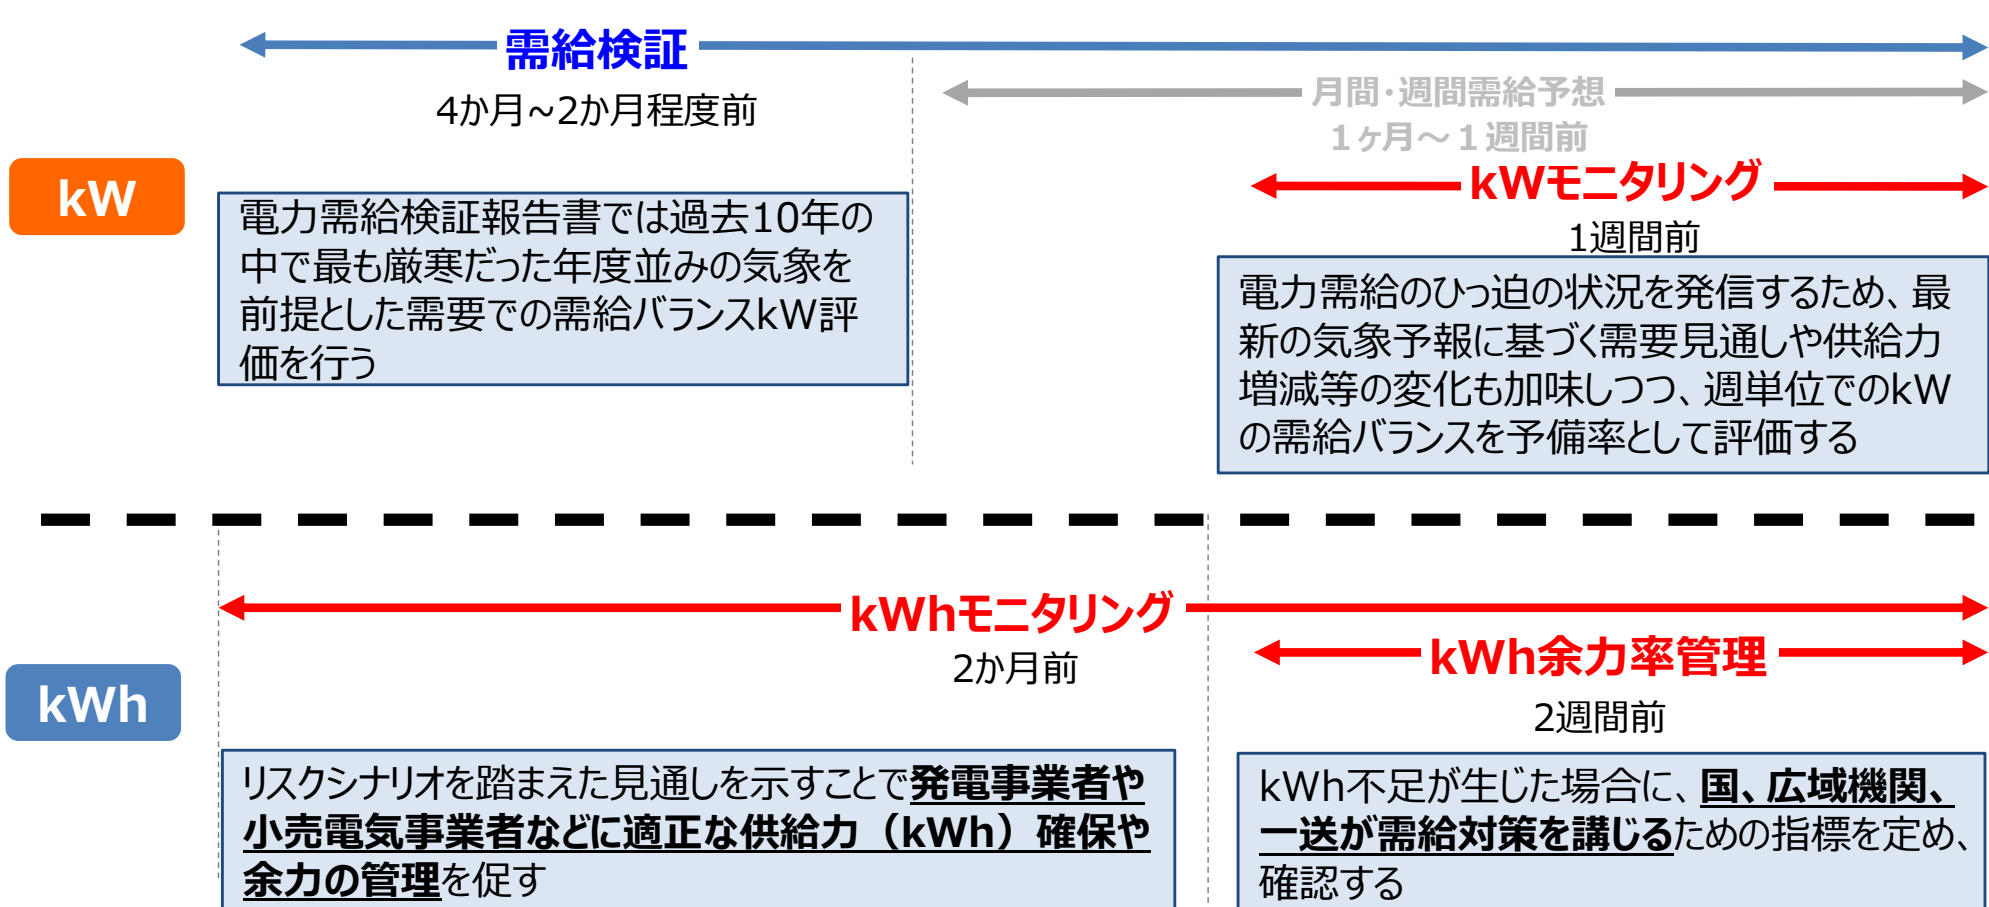 需給検証
4か月~2か月程度前
月間・週間需給予想
1ヶ月～1週間前
kW
kWモニタリング
1週間前
電力需給検証報告書では過去10年の
中で最も厳寒だった年度並みの気象を
前提とした需要での需給バランスkW評
価を行う
電力需給のひっ迫の状況を発信するため、最
新の気象予報に基づく需要見通しや供給力
増減等の変化も加味しつつ、週単位でのkW
の需給バランスを予備率として評価する
kWhモニタリング
2か月前
kWh余力率管理
2週間前
kWh
リスクシナリオを踏まえた見通しを示すことで発電事業者や
小売電気事業者などに適正な供給力（kWh）確保や
余力の管理を促す
kWh不足が生じた場合に、国、広域機関、
一送が需給対策を講じるための指標を定め、
確認する